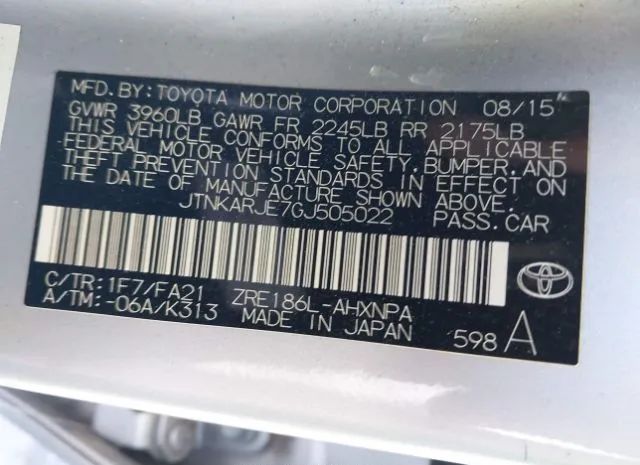 MFD.BY: TOYOTA MOTOR CORPORATION 08/15
GVWR 3960LB GAWR FR 2245LB RR 2175LB
THIS VEHICLE CONFORMS TO ALL APPLICABLE
FEDERAL MOTOR VEHICLE SAFETY, BUMPER, AND
THEFT PREVENTION STANDARDS IN EFFECT ON
THE DATE OF MANUFACTURE SHOWN ABOVE.
JTNKARJE7GJ505022 PASS.CAR
C/TR: 1F7/FA21 ZRE186L-AHXNPA
A/TM: -06A/K313 MADE IN JAPAN
598 A